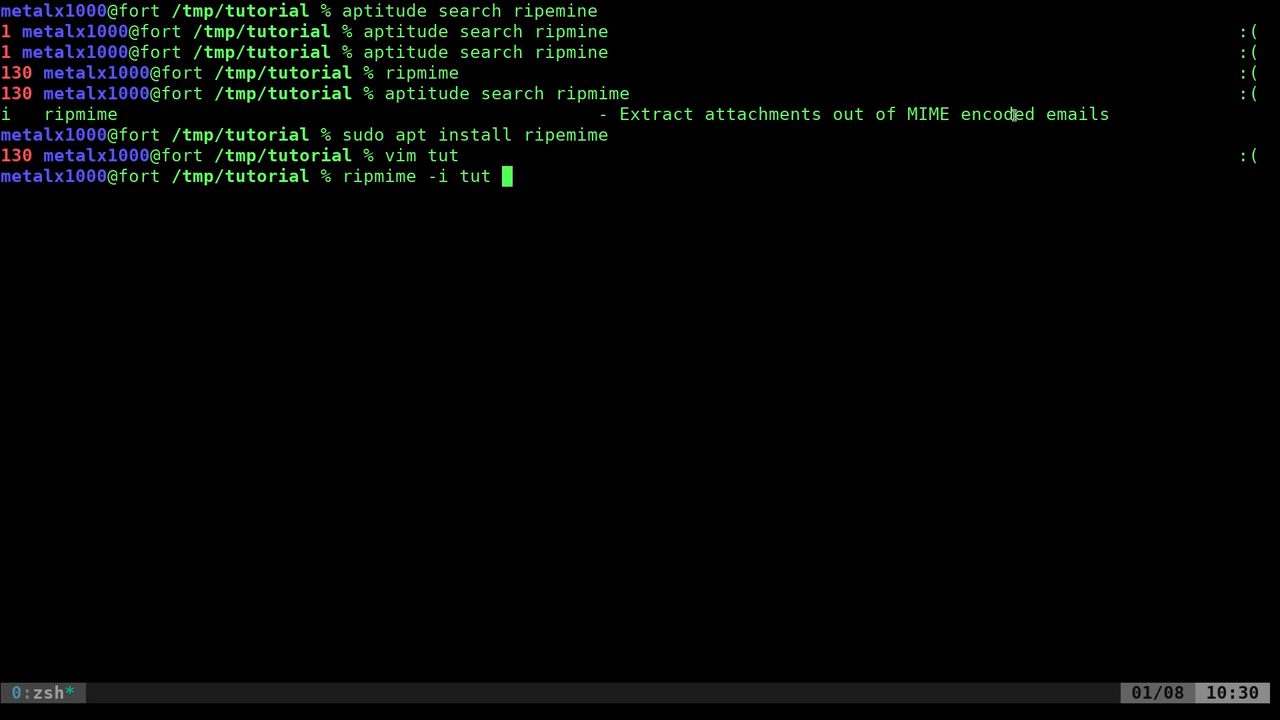 metalx1000@fort /tmp/tutorial % aptitude search ripemine
1 metalx1000@fort /tmp/tutorial % aptitude search ripmine :(
1 metalx1000@fort /tmp/tutorial % aptitude search ripmine :(
130 metalx1000@fort /tmp/tutorial % ripmime :(
130 metalx1000@fort /tmp/tutorial % aptitude search ripmime :(
i ripmime - Extract attachments out of MIME encoded emails
metalx1000@fort /tmp/tutorial % sudo apt install ripemime
130 metalx1000@fort /tmp/tutorial % vim tut :(
metalx1000@fort /tmp/tutorial % ripmime -i tut
0:zsh* 01/08 10:30